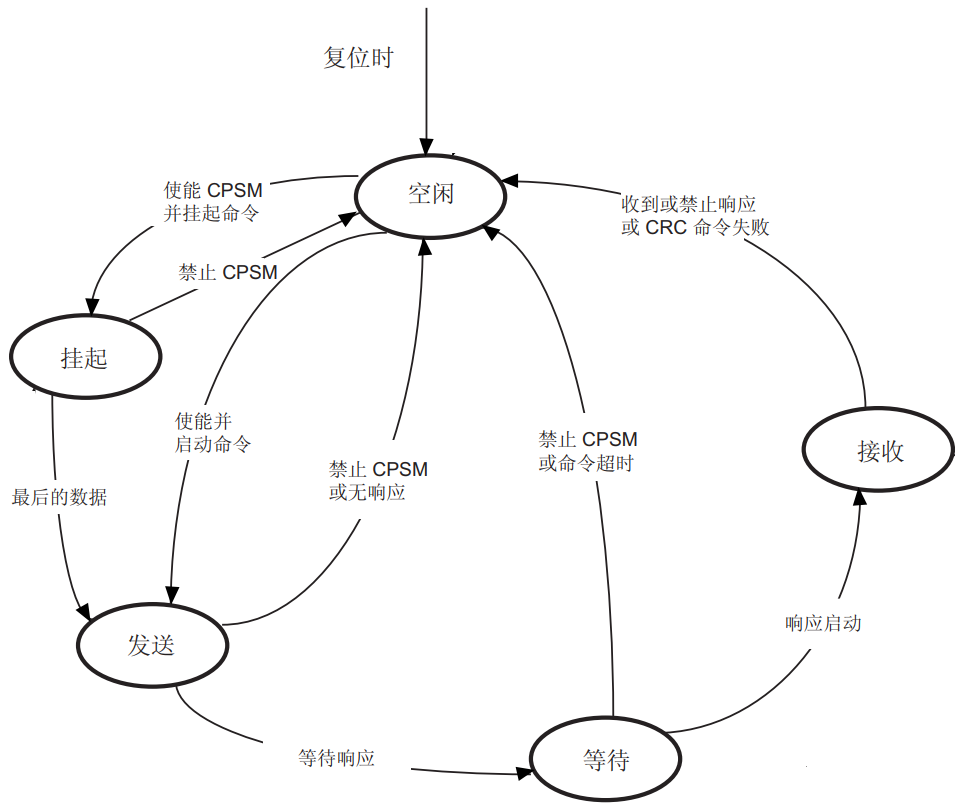 复位时
空闲
使能 CPSM
并挂起命令
收到或禁止响应
或 CRC 命令失败
禁止 CPSM
挂起
使能并
启动命令
禁止 CPSM
或无响应
禁止 CPSM
或命令超时
接收
最后的数据
发送
响应启动
等待响应
等待